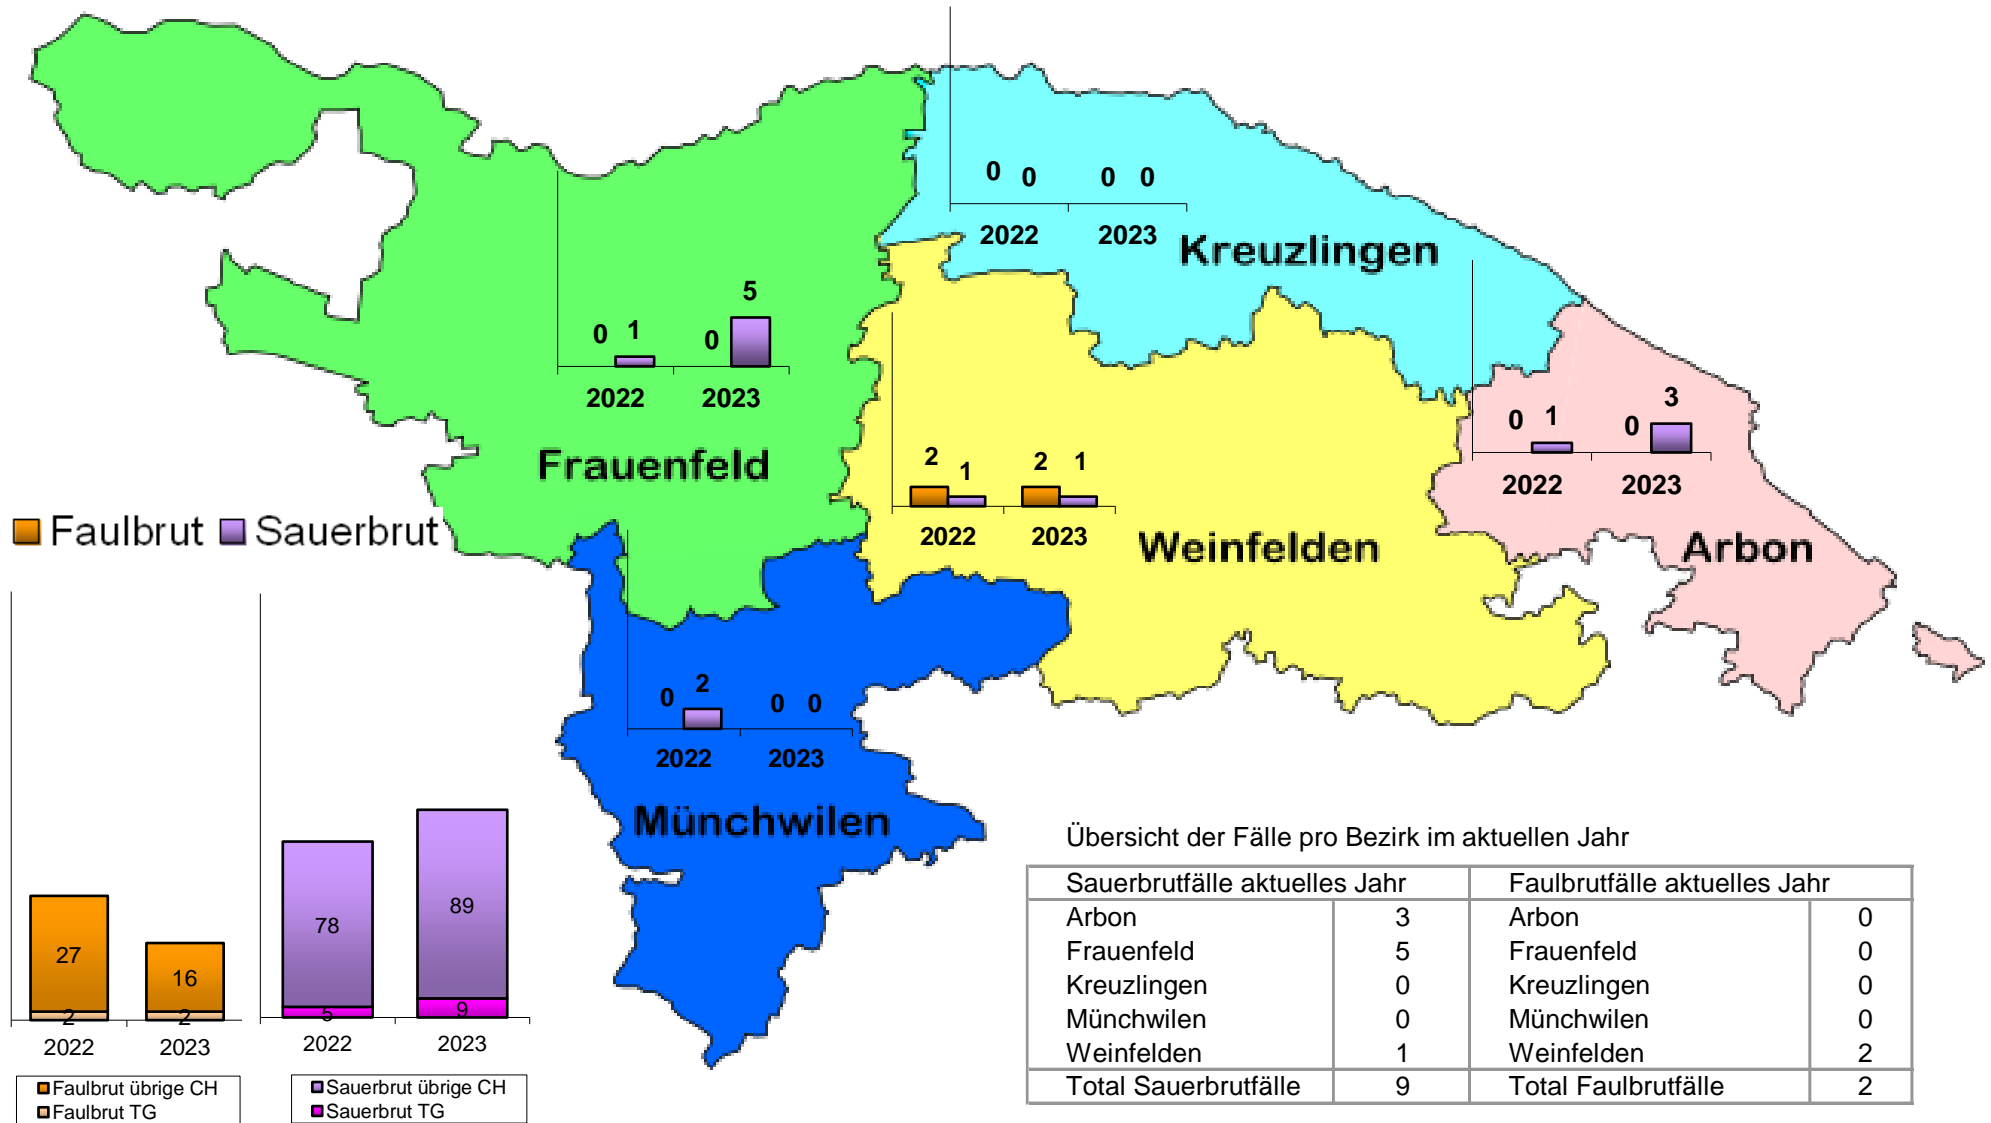 0 0 0 0
2022 2023
Kreuzlingen
0 1 0 5
2022 2023
Frauenfeld
0 1 0 3
2022 2023
Arbon
2 1 2 1
2022 2023
Weinfelden
Faulbrut Sauerbrut
0 2 0 0
2022 2023
Münchwilen
27 16
2 2
2022 2023
Faulbrut übrige CH
Faulbrut TG
78 89
5 9
2022 2023
Sauerbrut übrige CH
Sauerbrut TG
Übersicht der Fälle pro Bezirk im aktuellen Jahr
Sauerbrutfälle aktuelles Jahr Faulbrutfälle aktuelles Jahr
Arbon 3 Arbon 0
Frauenfeld 5 Frauenfeld 0
Kreuzlingen 0 Kreuzlingen 0
Münchwilen 0 Münchwilen 0
Weinfelden 1 Weinfelden 2
Total Sauerbrutfälle 9 Total Faulbrutfälle 2